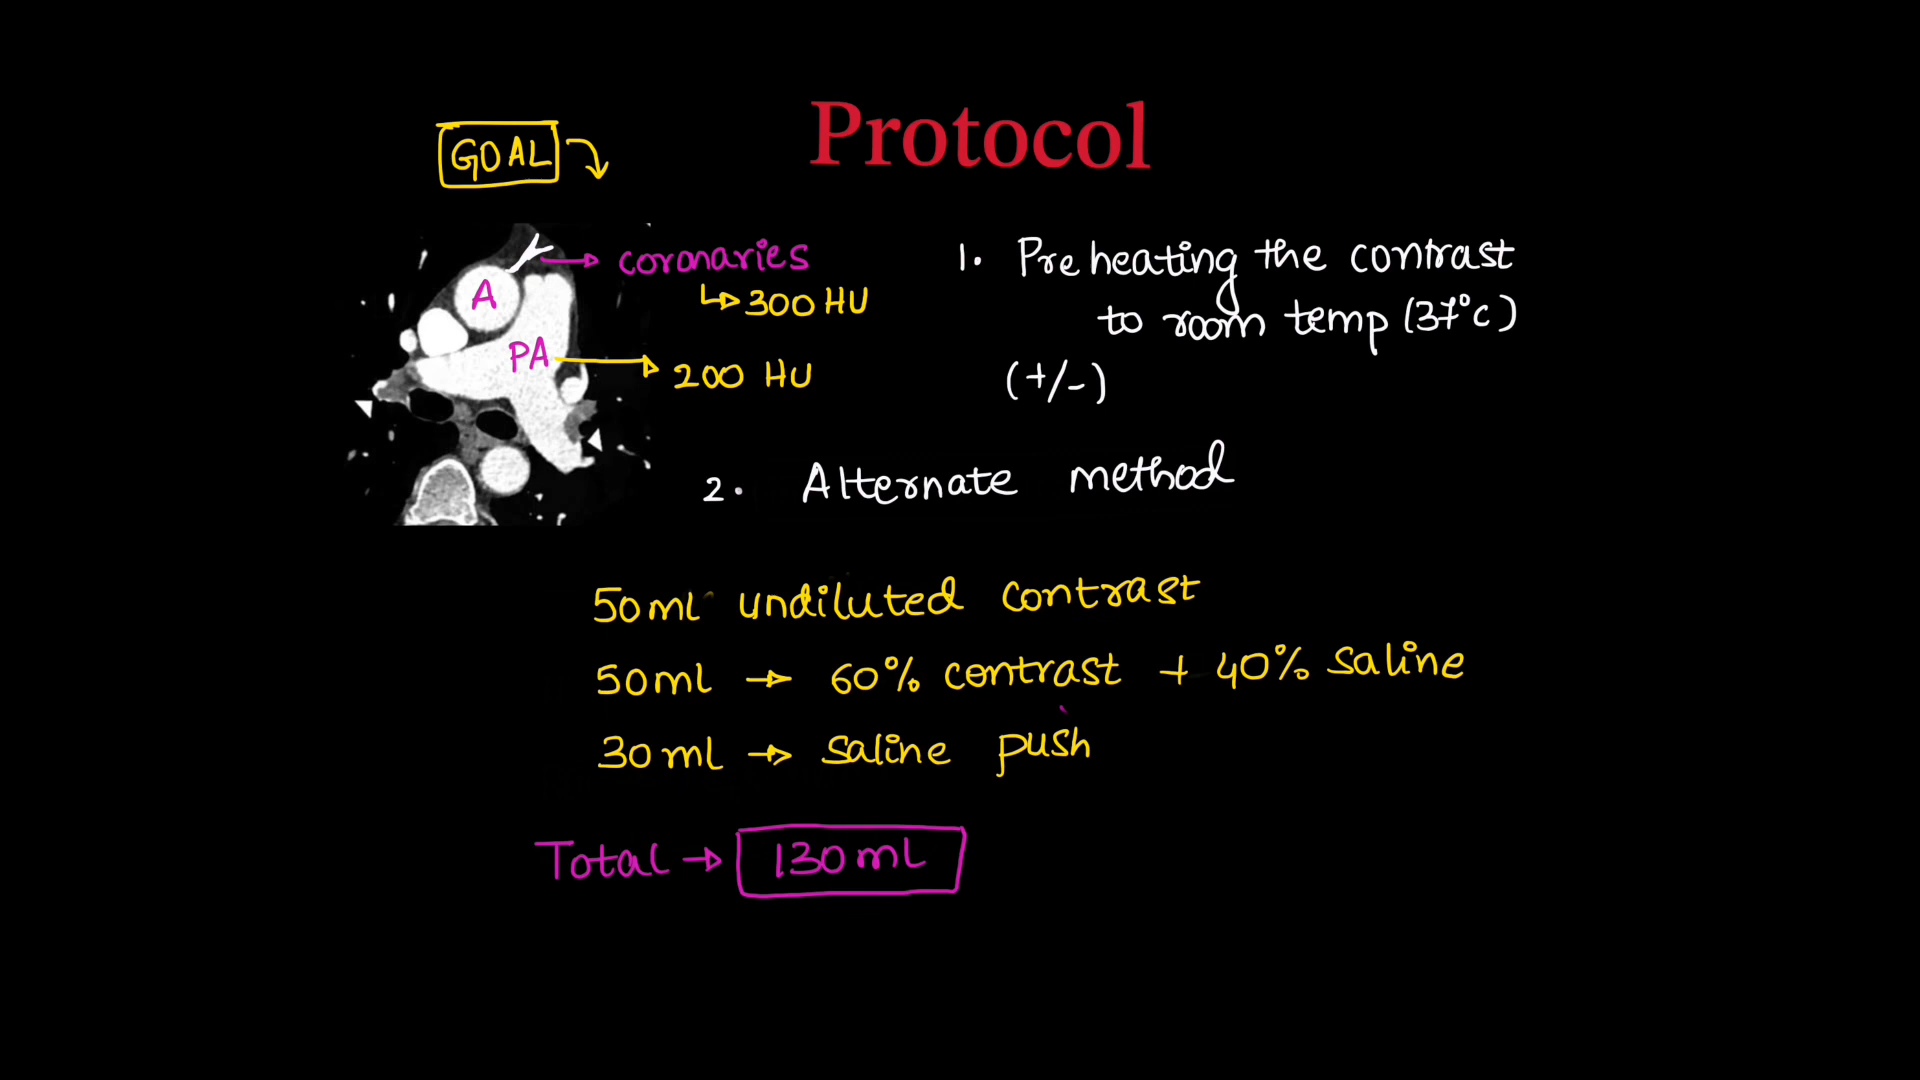 Protocol
GOAL
coronaries
300 HU
A
PA
200 HU
1. Preheating the contrast
to room temp (37°c)
(+/-)
2. Alternate method
50ml undiluted contrast
50ml → 60% contrast + 40% saline
30ml → saline push
Total → 130ml